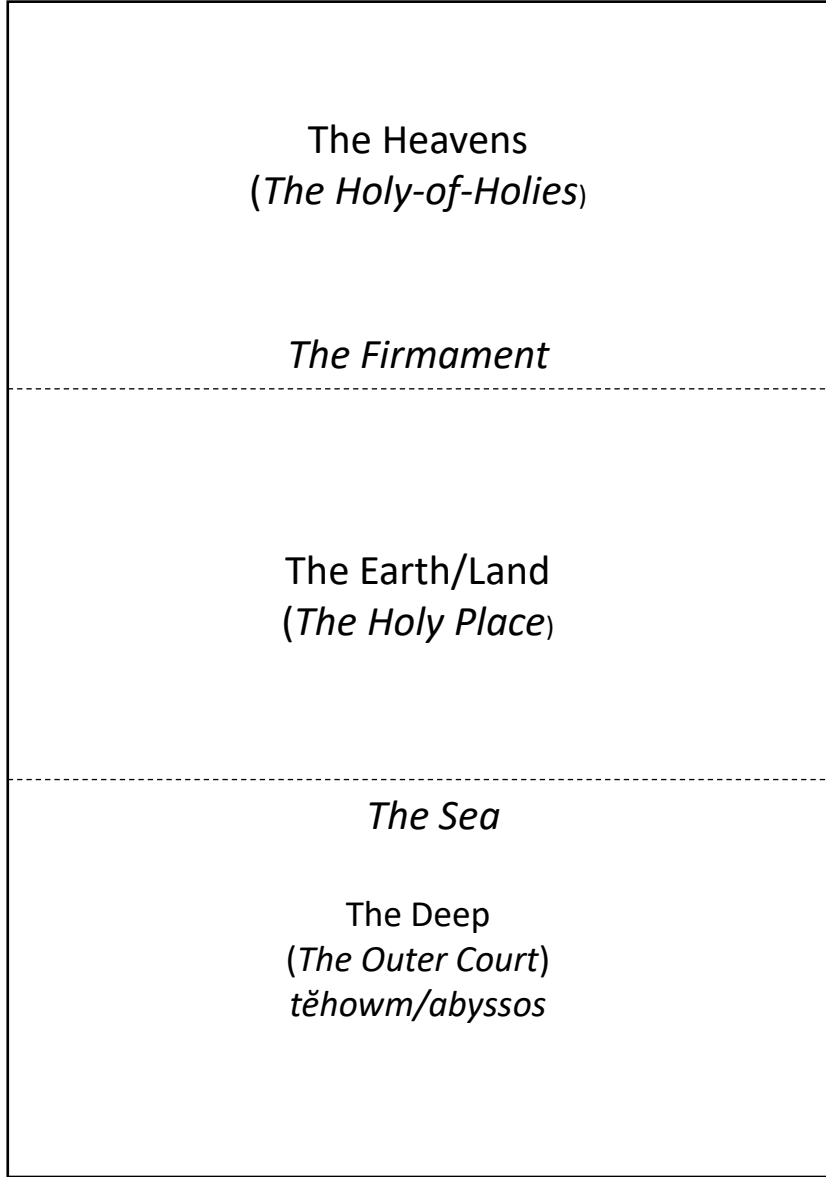 The Heavens
(The Holy-of-Holies)
The Firmament
The Earth/Land
(The Holy Place)
The Sea
The Deep
(The Outer Court)
tĕhowm/abyssos